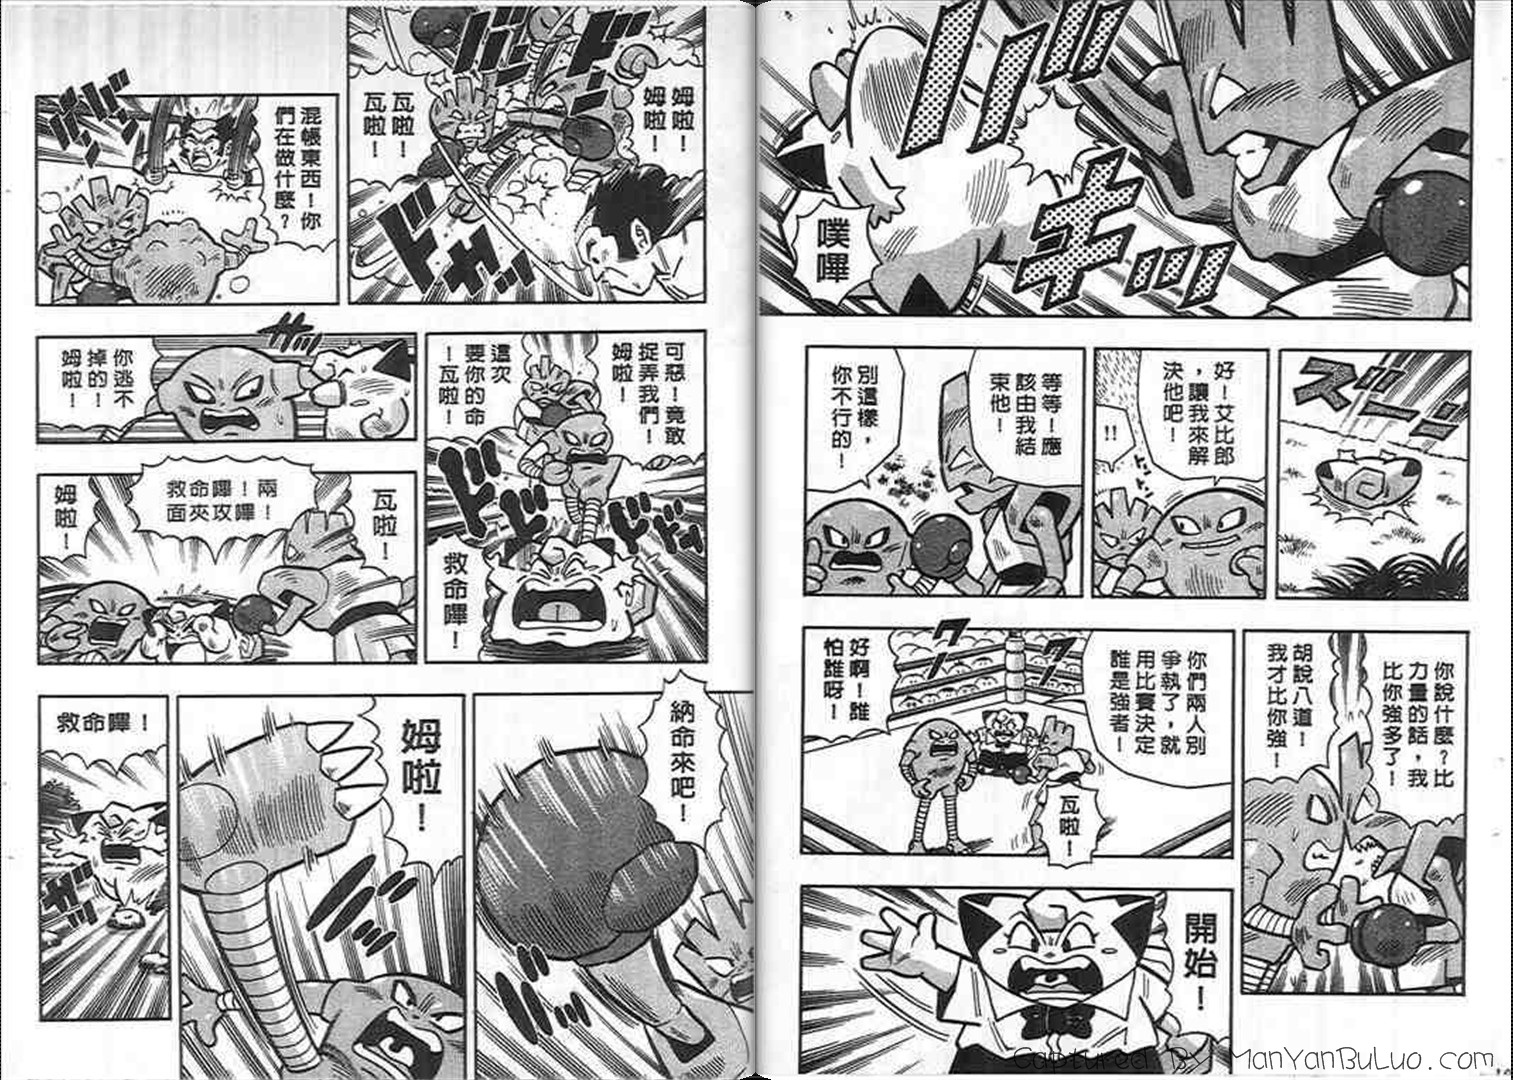 噗
嗶
ズーン
好！艾比郎
，讓我來解
決他吧！
！！
等等！應
該由我結
束他！
別這樣，
你不行的！
你說什麼？比
力量的話，我
比你強多了！
胡說八道！
我才比你強！
你們兩人別
爭執了，就
用比賽決定
誰是強者！
好啊！誰
怕誰呀！
瓦啦！
開始！
姆啦！
姆啦！
瓦啦！
瓦啦！
混帳東西！你
們在做什麼？
可惡！竟敢
捉弄我們！
姆啦！
這次
要你的命
！瓦啦！
救命嗶！
你逃不
掉的！
姆啦！
瓦啦！
救命嗶！兩
面夾攻嗶！
姆啦！
納命來吧！
姆啦！
救命嗶！
Captured By ManYanBuLuo.com